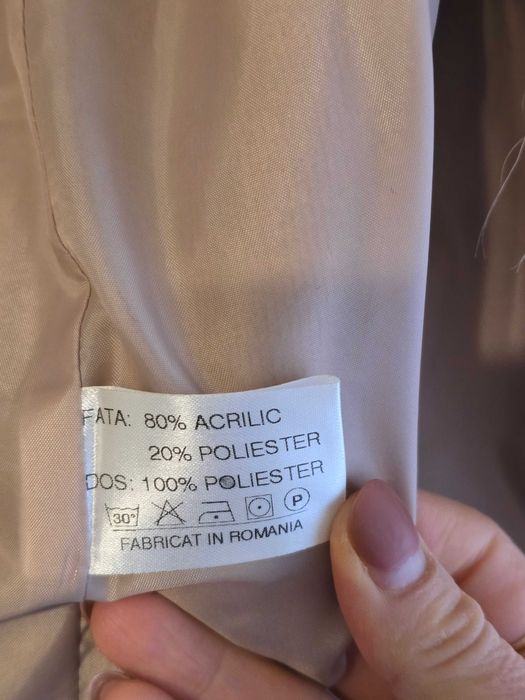 FATA: 80% ACRILIC
20% POLIESTER
DOS: 100% POLIESTER
30° P
FABRICAT IN ROMANIA